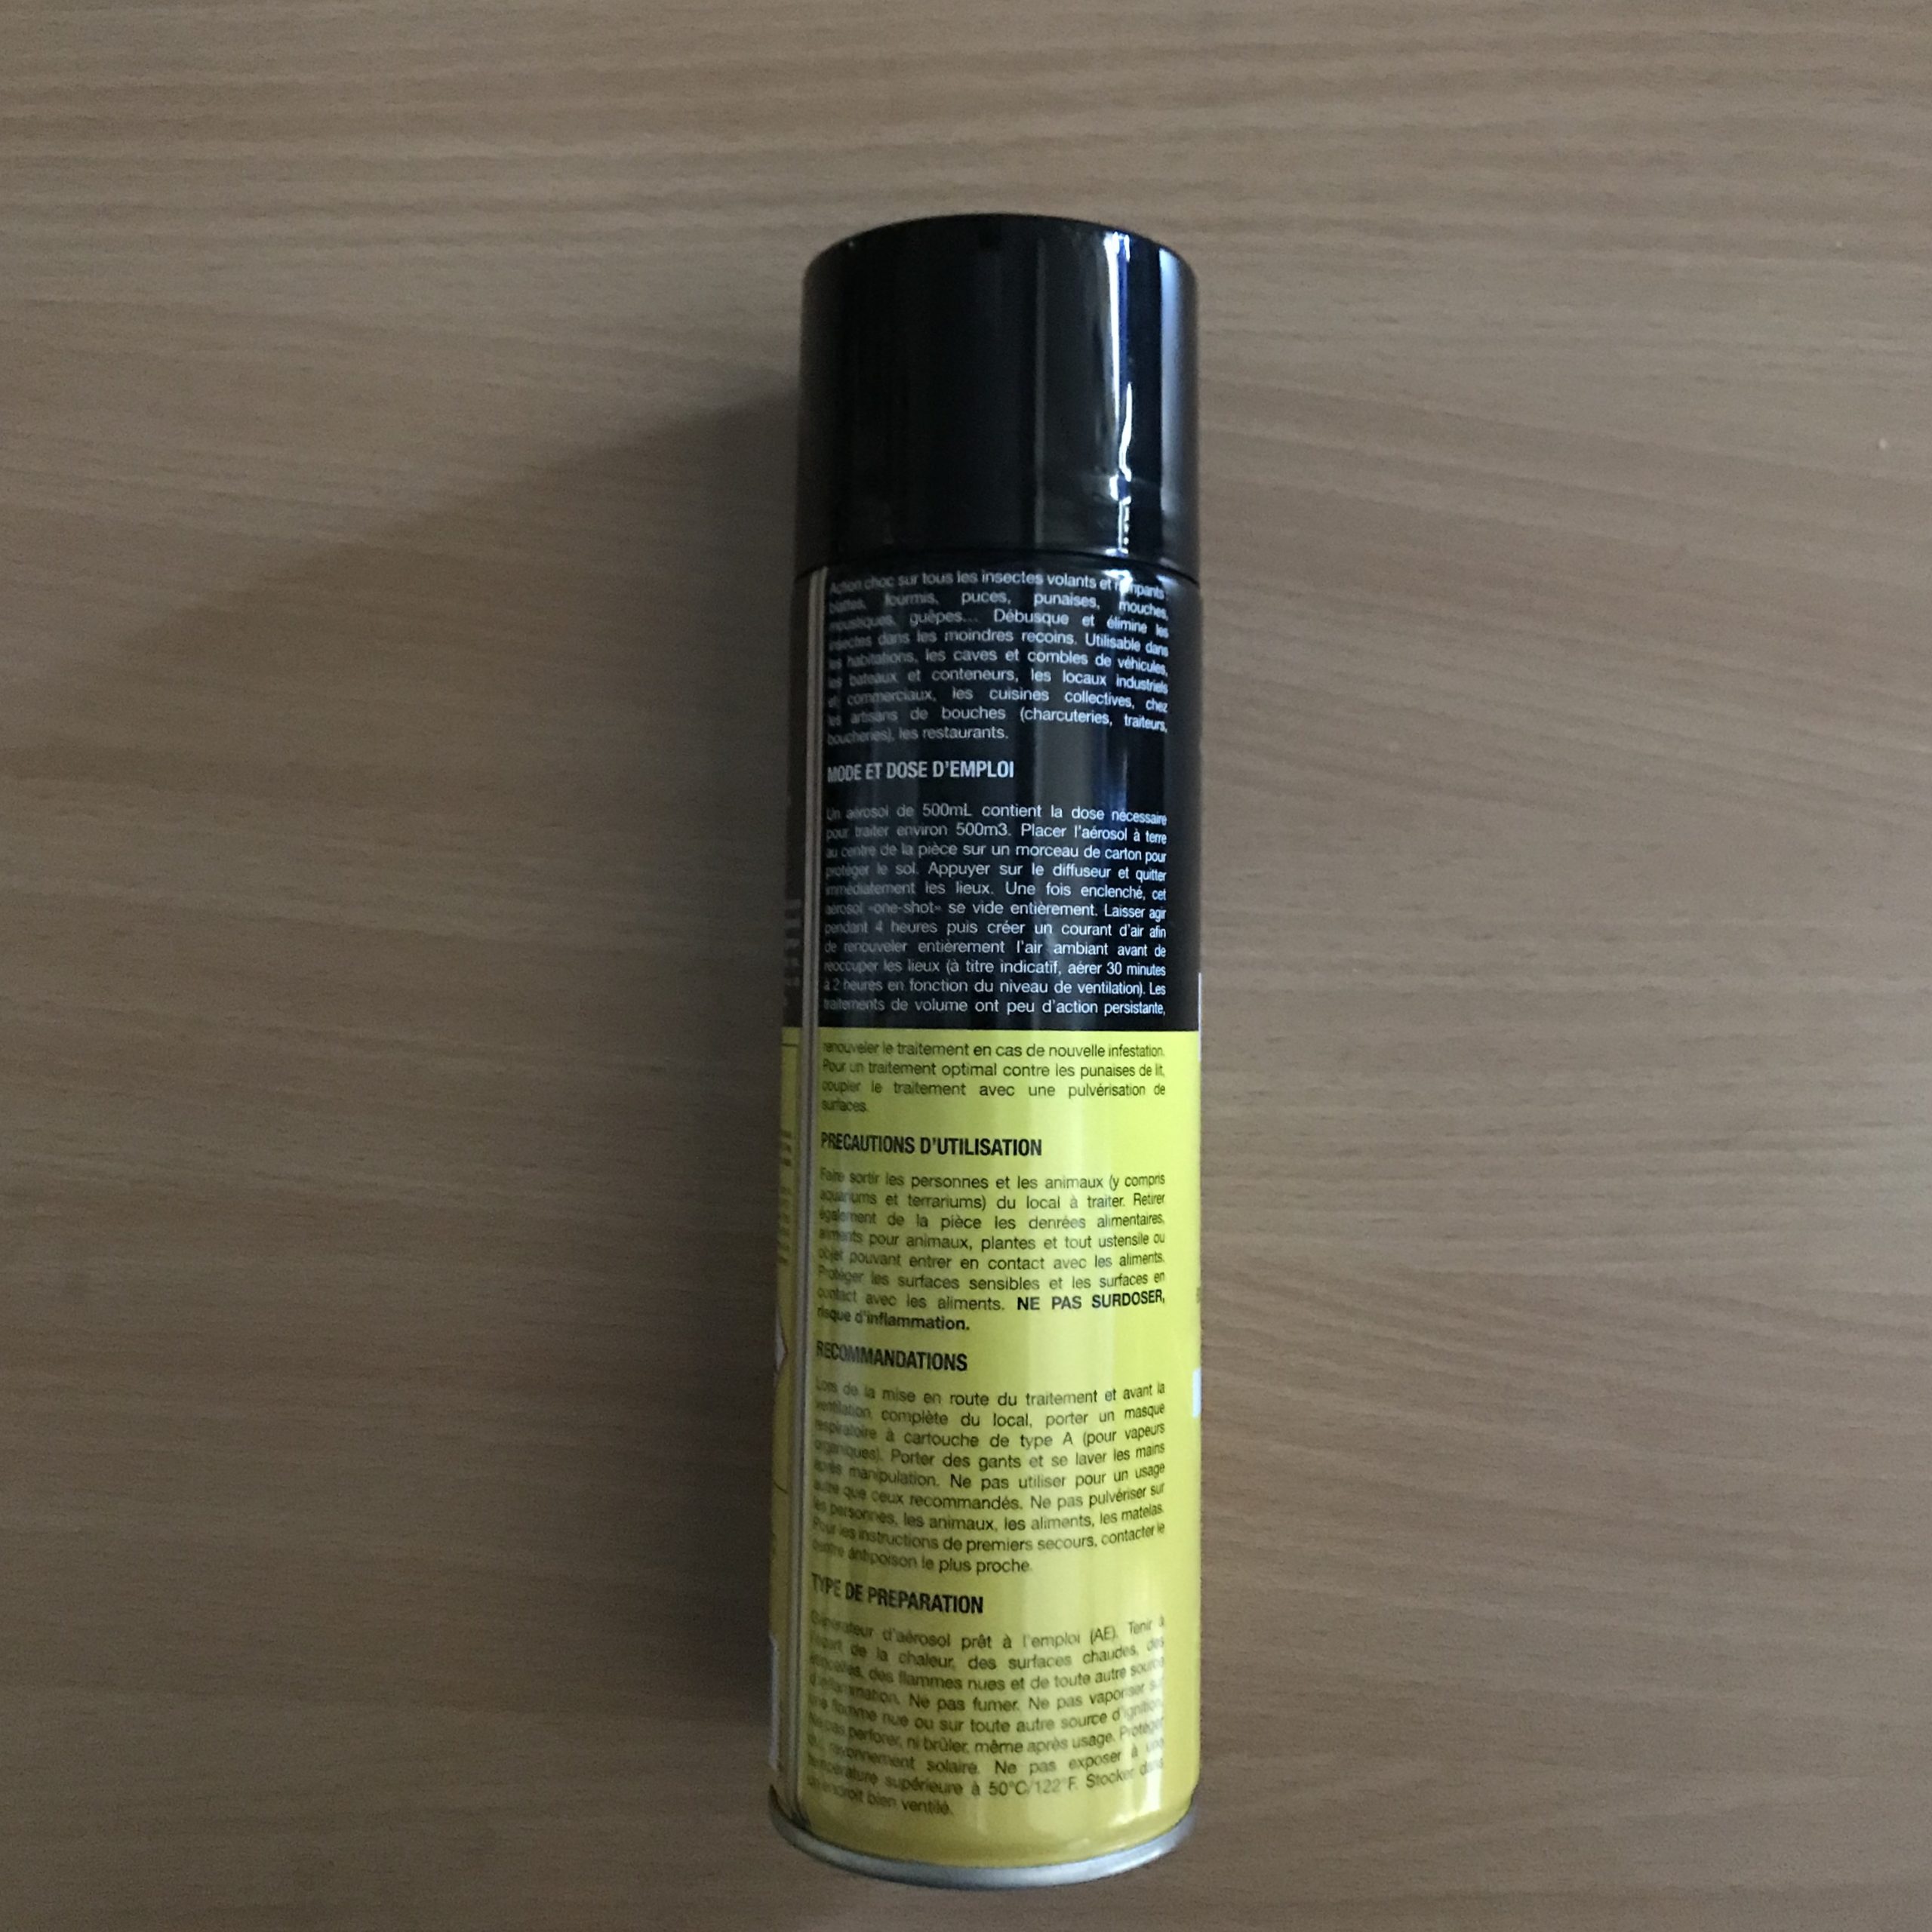 Action choc sur tous les insectes volants et rampants :
blattes, fourmis, puces, punaises, mouches,
moustiques, guêpes... Débusque et élimine les
insectes dans les moindres recoins. Utilisable dans
les habitations, les caves et combles de véhicules,
les bateaux et conteneurs, les locaux industriels
et commerciaux, les cuisines collectives, chez
les artisans de bouches (charcuteries, traiteurs,
boucheries), les restaurants.
MODE ET DOSE D'EMPLOI
Un aérosol de 500mL contient la dose nécessaire
pour traiter environ 500m3. Placer l'aérosol à terre
au centre de la pièce sur un morceau de carton pour
protéger le sol. Appuyer sur le diffuseur et quitter
immédiatement les lieux. Une fois enclenché, cet
aérosol «one-shot» se vide entièrement. Laisser agir
pendant 4 heures puis créer un courant d'air afin
de renouveler entièrement l'air ambiant avant de
réoccuper les lieux (à titre indicatif, aérer 30 minutes
à 2 heures en fonction du niveau de ventilation). Les
traitements de volume ont peu d'action persistante,
renouveler le traitement en cas de nouvelle infestation.
Pour un traitement optimal contre les punaises de lit,
coupler le traitement avec une pulvérisation de
surfaces.
PRECAUTIONS D'UTILISATION
Faire sortir les personnes et les animaux (y compris
aquariums et terrariums) du local à traiter. Retirer
également de la pièce les denrées alimentaires,
aliments pour animaux, plantes et tout ustensile ou
objet pouvant entrer en contact avec les aliments.
Protéger les surfaces sensibles et les surfaces en
contact avec les aliments. NE PAS SURDOSER,
risque d'inflammation.
RECOMMANDATIONS
Lors de la mise en route du traitement et avant la
ventilation complète du local, porter un masque
respiratoire à cartouche de type A (pour vapeurs
organiques). Porter des gants et se laver les mains
après manipulation. Ne pas utiliser pour un usage
autre que ceux recommandés. Ne pas pulvériser sur
les personnes, les animaux, les aliments, les matelas.
Pour les instructions de premiers secours, contacter le
centre antipoison le plus proche.
TYPE DE PREPARATION
Générateur d'aérosol prêt à l'emploi (AE). Tenir à
l'écart de la chaleur, des surfaces chaudes, des
étincelles, des flammes nues et de toute autre source
d'inflammation. Ne pas fumer. Ne pas vaporiser sur
une flamme nue ou sur toute autre source d'ignition.
Ne pas perforer, ni brûler, même après usage. Protéger
du rayonnement solaire. Ne pas exposer à une
température supérieure à 50°C/122°F. Stocker dans
un endroit bien ventilé.